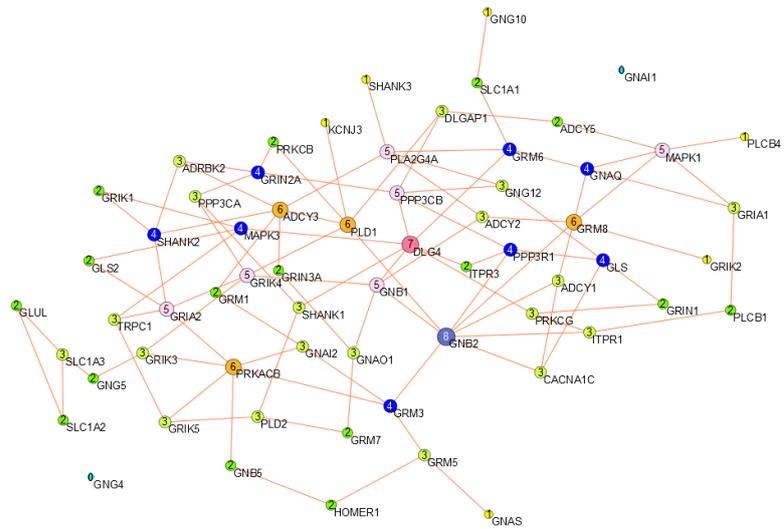 1 GNG10
0 GNAI1
2 SLC1A1
1 SHANK3
3 DLGAP1
2 ADCY5
1 KCNJ3
1 PLCB4
2 PRKCB
5 PLA2G4A
4 GRM6
5 MAPK1
3 ADRBK2
4 GRIN2A
4 GNAQ
2 GRIK1
3 PPP3CA
5 PPP3CB
3 GNG12
3 GRIA1
6 ADCY3
6 PLD1
3 ADCY2
6 GRM8
4 SHANK2
4 MAPK3
7 DLG4
4 PPP3R1
4 GLS
1 GRIK2
2 GLS2
5 GRIK4
2 GRIN3A
2 ITPR3
5 GNB1
3 ADCY1
2 GRM1
2 GLUL
5 GRIA2
3 SHANK1
3 PRKCG
2 GRIN1
2 PLCB1
3 TRPC1
8 GNB2
3 ITPR1
3 SLC1A3
3 GRIK3
3 GNAI2
3 GNAO1
2 GNG5
6 PRKACB
3 CACNA1C
4 GRM3
2 SLC1A2
3 GRIK5
3 PLD2
2 GRM7
3 GRM5
2 GNB5
0 GNG4
2 HOMER1
1 GNAS